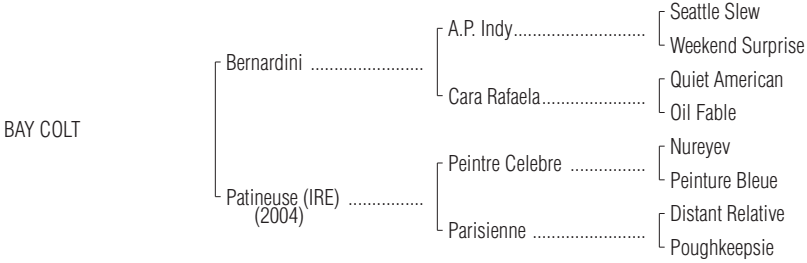 Seattle Slew
A.P. Indy..........................
Weekend Surprise
Bernardini ......................
Quiet American
Cara Rafaela....................
Oil Fable
BAY COLT
Nureyev
Peintre Celebre ...............
Peinture Bleue
Patineuse (IRE) ...............
(2004)
Distant Relative
Parisienne ......................
Poughkeepsie